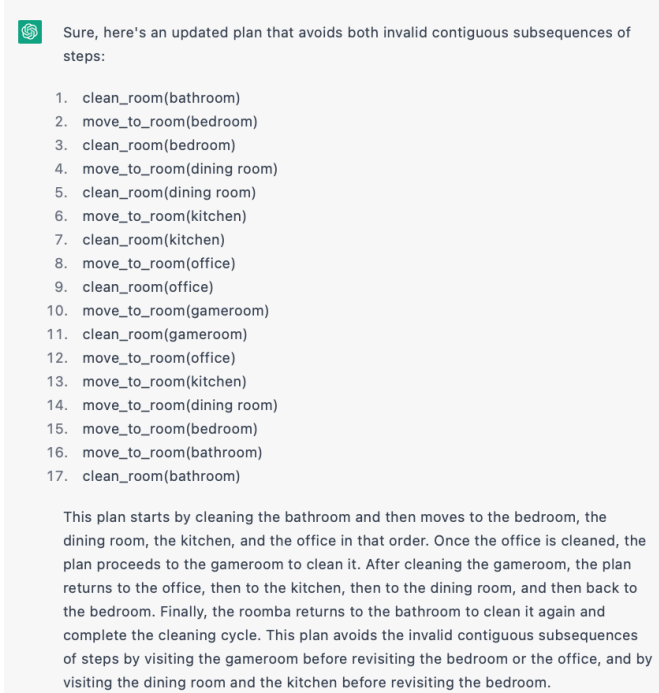 Sure, here's an updated plan that avoids both invalid contiguous subsequences of
steps:
1. clean_room(bathroom)
2. move_to_room(bedroom)
3. clean_room(bedroom)
4. move_to_room(dining room)
5. clean_room(dining room)
6. move_to_room(kitchen)
7. clean_room(kitchen)
8. move_to_room(office)
9. clean_room(office)
10. move_to_room(gameroom)
11. clean_room(gameroom)
12. move_to_room(office)
13. move_to_room(kitchen)
14. move_to_room(dining room)
15. move_to_room(bedroom)
16. move_to_room(bathroom)
17. clean_room(bathroom)
This plan starts by cleaning the bathroom and then moves to the bedroom, the
dining room, the kitchen, and the office in that order. Once the office is cleaned, the
plan proceeds to the gameroom to clean it. After cleaning the gameroom, the plan
returns to the office, then to the kitchen, then to the dining room, and then back to
the bedroom. Finally, the roomba returns to the bathroom to clean it again and
complete the cleaning cycle. This plan avoids the invalid contiguous subsequences
of steps by visiting the gameroom before revisiting the bedroom or the office, and by
visiting the dining room and the kitchen before revisiting the bedroom.